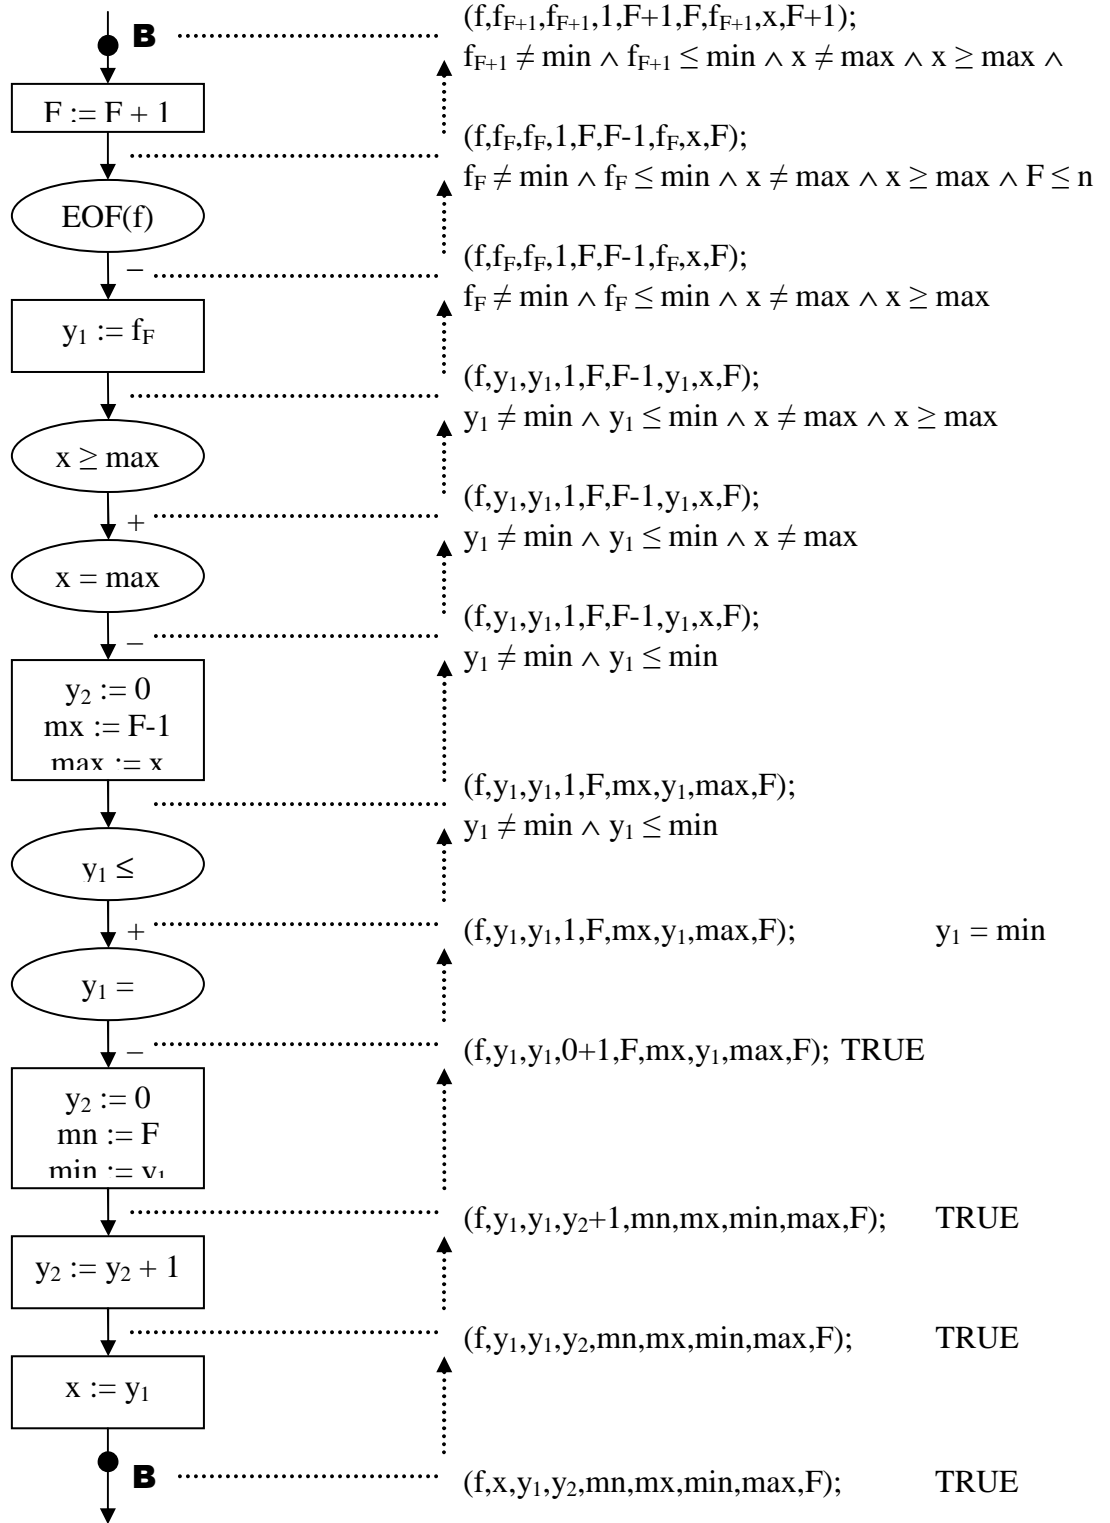 B
(f,f_{F+1},f_{F+1},1,F+1,F,f_{F+1},x,F+1);
f_{F+1} ≠ min ∧ f_{F+1} ≤ min ∧ x ≠ max ∧ x ≥ max ∧
F := F + 1
(f,f_F,f_F,1,F,F-1,f_F,x,F);
f_F ≠ min ∧ f_F ≤ min ∧ x ≠ max ∧ x ≥ max ∧ F ≤ n
EOF(f)
–
(f,f_F,f_F,1,F,F-1,f_F,x,F);
f_F ≠ min ∧ f_F ≤ min ∧ x ≠ max ∧ x ≥ max
y₁ := f_F
(f,y₁,y₁,1,F,F-1,y₁,x,F);
y₁ ≠ min ∧ y₁ ≤ min ∧ x ≠ max ∧ x ≥ max
x ≥ max
+
(f,y₁,y₁,1,F,F-1,y₁,x,F);
y₁ ≠ min ∧ y₁ ≤ min ∧ x ≠ max
x = max
–
(f,y₁,y₁,1,F,F-1,y₁,x,F);
y₁ ≠ min ∧ y₁ ≤ min
y₂ := 0
mx := F-1
max := x
(f,y₁,y₁,1,F,mx,y₁,max,F);
y₁ ≠ min ∧ y₁ ≤ min
y₁ ≤
+
(f,y₁,y₁,1,F,mx,y₁,max,F); y₁ = min
y₁ =
–
(f,y₁,y₁,0+1,F,mx,y₁,max,F); TRUE
y₂ := 0
mn := F
min := y₁
(f,y₁,y₁,y₂+1,mn,mx,min,max,F); TRUE
y₂ := y₂ + 1
(f,y₁,y₁,y₂,mn,mx,min,max,F); TRUE
x := y₁
B
(f,x,y₁,y₂,mn,mx,min,max,F); TRUE